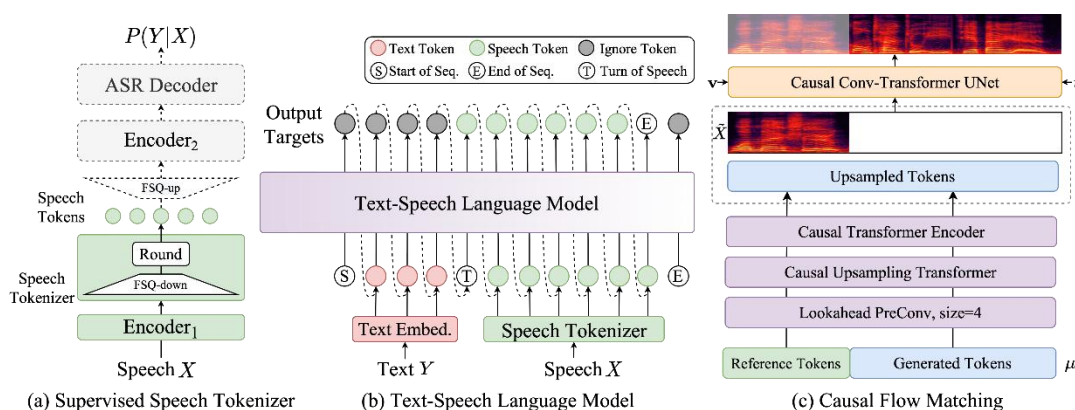 P(Y|X)
ASR Decoder
Encoder₂
FSQ-up
Speech
Tokens
Round
Speech
Tokenizer
FSQ-down
Encoder₁
Speech X
(a) Supervised Speech Tokenizer
Text Token Speech Token Ignore Token
S Start of Seq. E End of Seq. T Turn of Speech
Output
Targets
E
Text-Speech Language Model
S T E
Text Embed. Speech Tokenizer
Text Y Speech X
(b) Text-Speech Language Model
v Causal Conv-Transformer UNet
X̃
Upsampled Tokens
Causal Transformer Encoder
Causal Upsampling Transformer
Lookahead PreConv, size=4
Reference Tokens Generated Tokens μ
(c) Causal Flow Matching